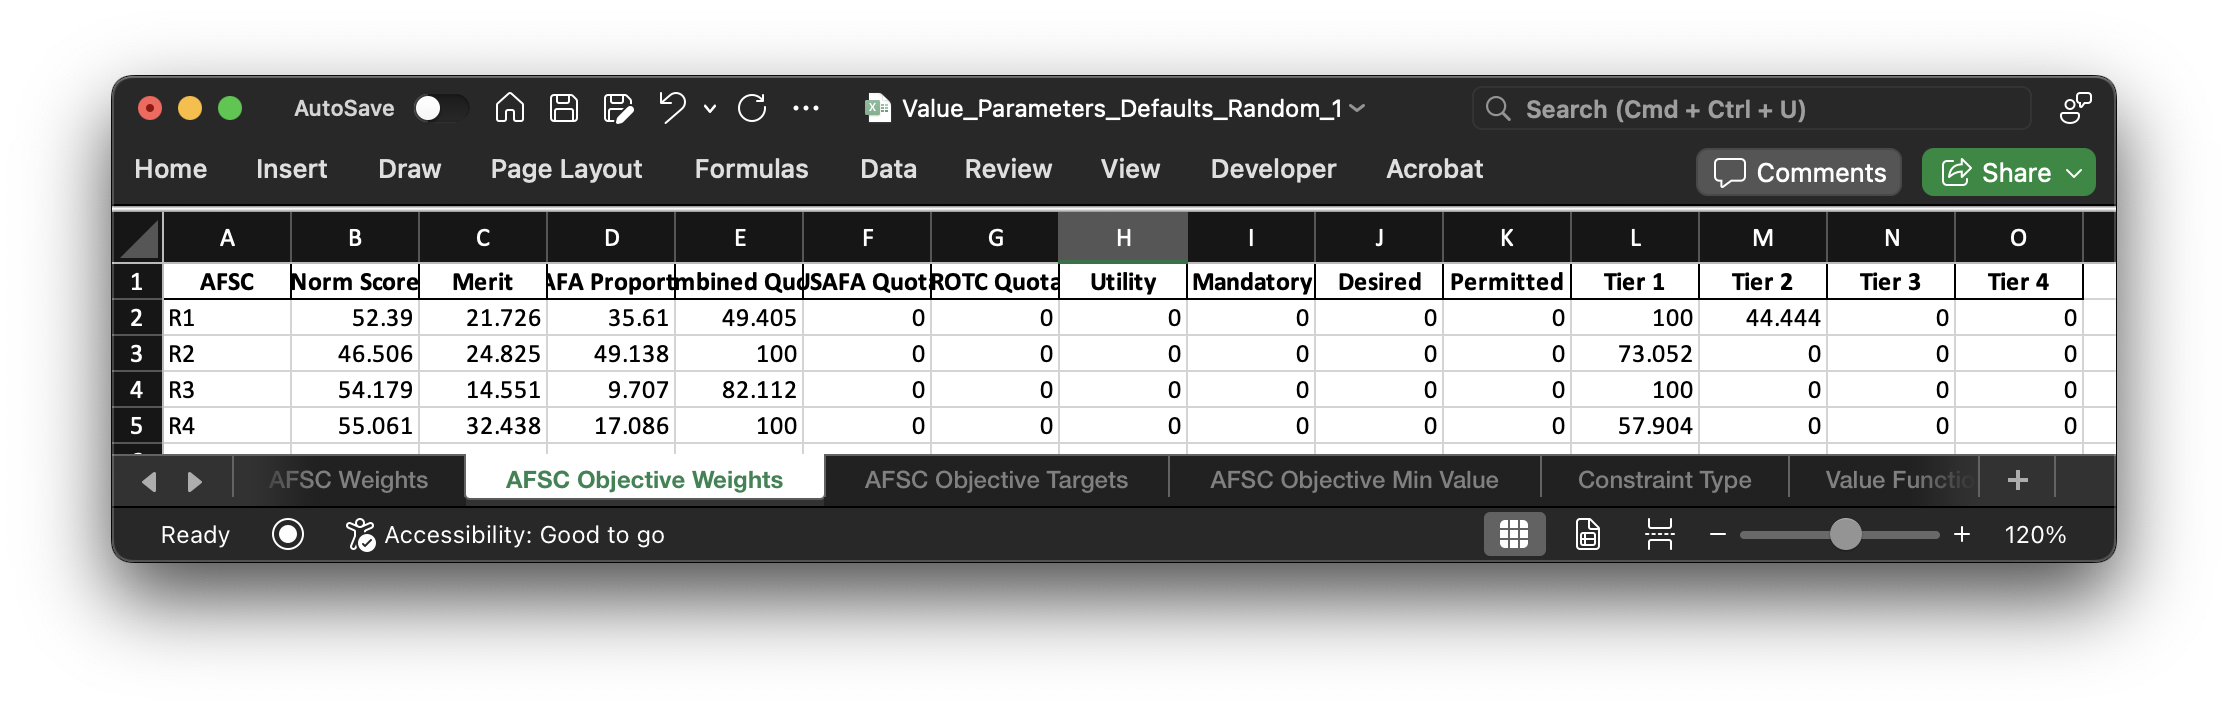 AutoSave Value_Parameters_Defaults_Random_1 Search (Cmd + Ctrl + U)
Home Insert Draw Page Layout Formulas Data Review View Developer Acrobat Comments Share
A B C D E F G H I J K L M N O
1 AFSC Norm Score Merit AFA Proport mbined Quo USAFA Quota ROTC Quota Utility Mandatory Desired Permitted Tier 1 Tier 2 Tier 3 Tier 4
2 R1 52.39 21.726 35.61 49.405 0 0 0 0 0 0 100 44.444 0 0
3 R2 46.506 24.825 49.138 100 0 0 0 0 0 0 73.052 0 0 0
4 R3 54.179 14.551 9.707 82.112 0 0 0 0 0 0 100 0 0 0
5 R4 55.061 32.438 17.086 100 0 0 0 0 0 0 57.904 0 0 0
AFSC Weights AFSC Objective Weights AFSC Objective Targets AFSC Objective Min Value Constraint Type Value Functio +
Ready Accessibility: Good to go − + 120%